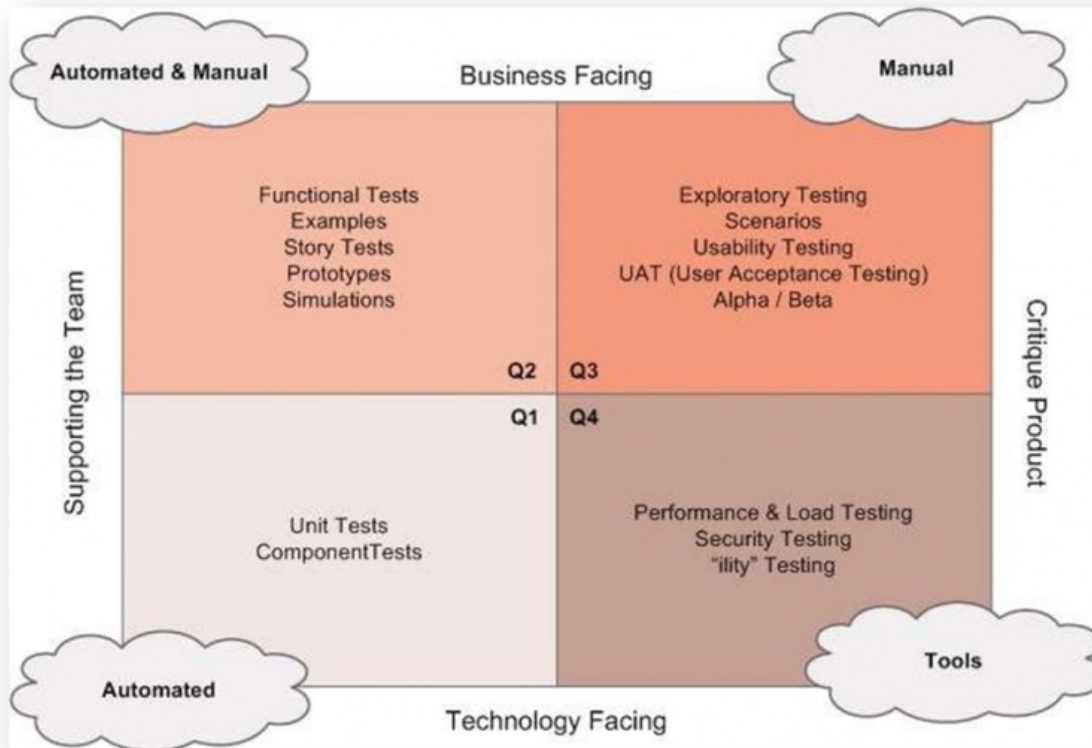 Automated & Manual
Business Facing
Manual
Functional Tests
Examples
Story Tests
Prototypes
Simulations
Q2
Exploratory Testing
Scenarios
Usability Testing
UAT (User Acceptance Testing)
Alpha / Beta
Q3
Supporting the Team
Critique Product
Q1
Unit Tests
ComponentTests
Q4
Performance & Load Testing
Security Testing
“ility” Testing
Automated
Technology Facing
Tools